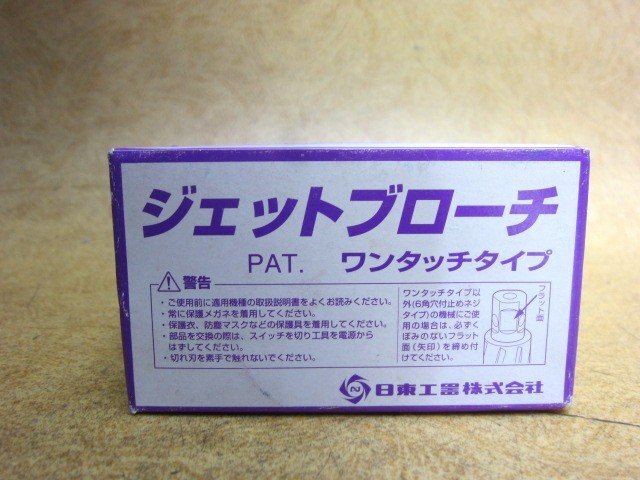 ジェットブローチ
PAT. ワンタッチタイプ
警告
・ご使用前に適用機種の取扱説明書をよくお読みください。
・常に保護メガネを着用してください。
・保護衣、防塵マスクなどの保護具を着用してください。
・部品を交換の際は、スイッチを切り工具を電源から
はずしてください。
・切れ刃を素手で触れないでください。
ワンタッチタイプ以
外(6角穴付止めネジ
タイプ)の機械にご使
用の場合は、必ずく
ぼみのないフラット
面(矢印)を締め付
けてください。
フラット面
日東工器株式会社